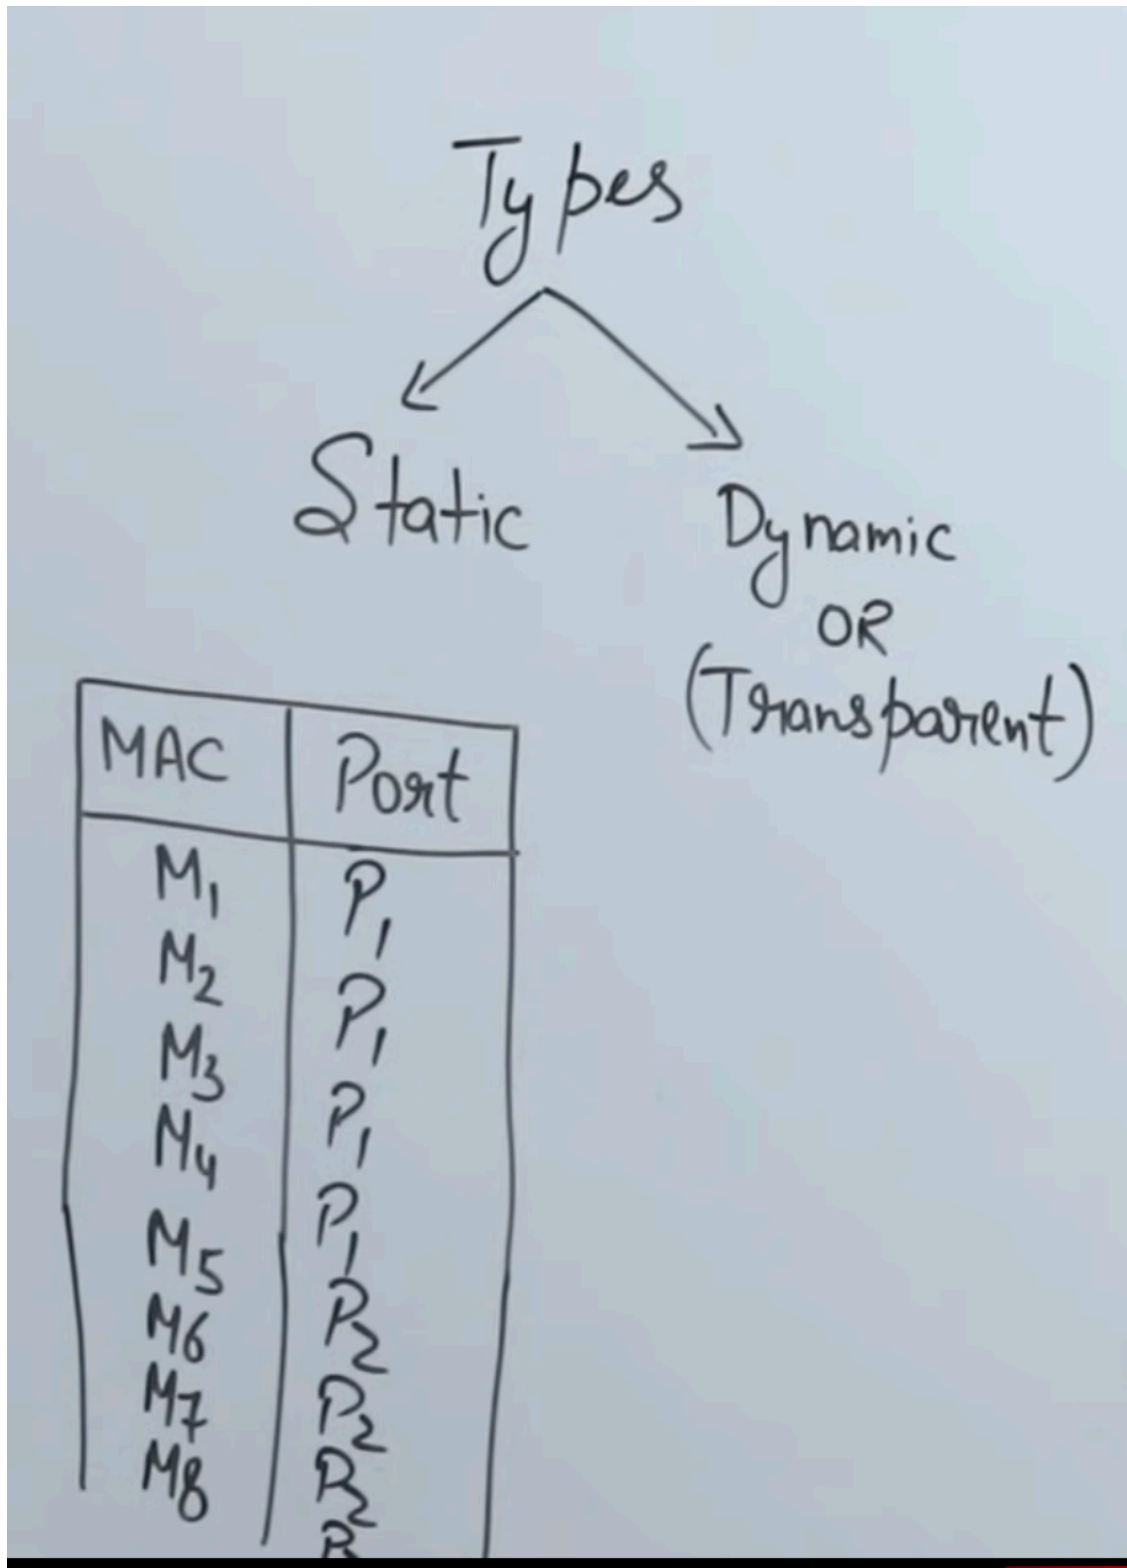 Types
Static
Dynamic
OR
(Transparent)
MAC Port
M1 P1
M2 P1
M3 P1
M4 P1
M5 P2
M6 P2
M7 P2
M8